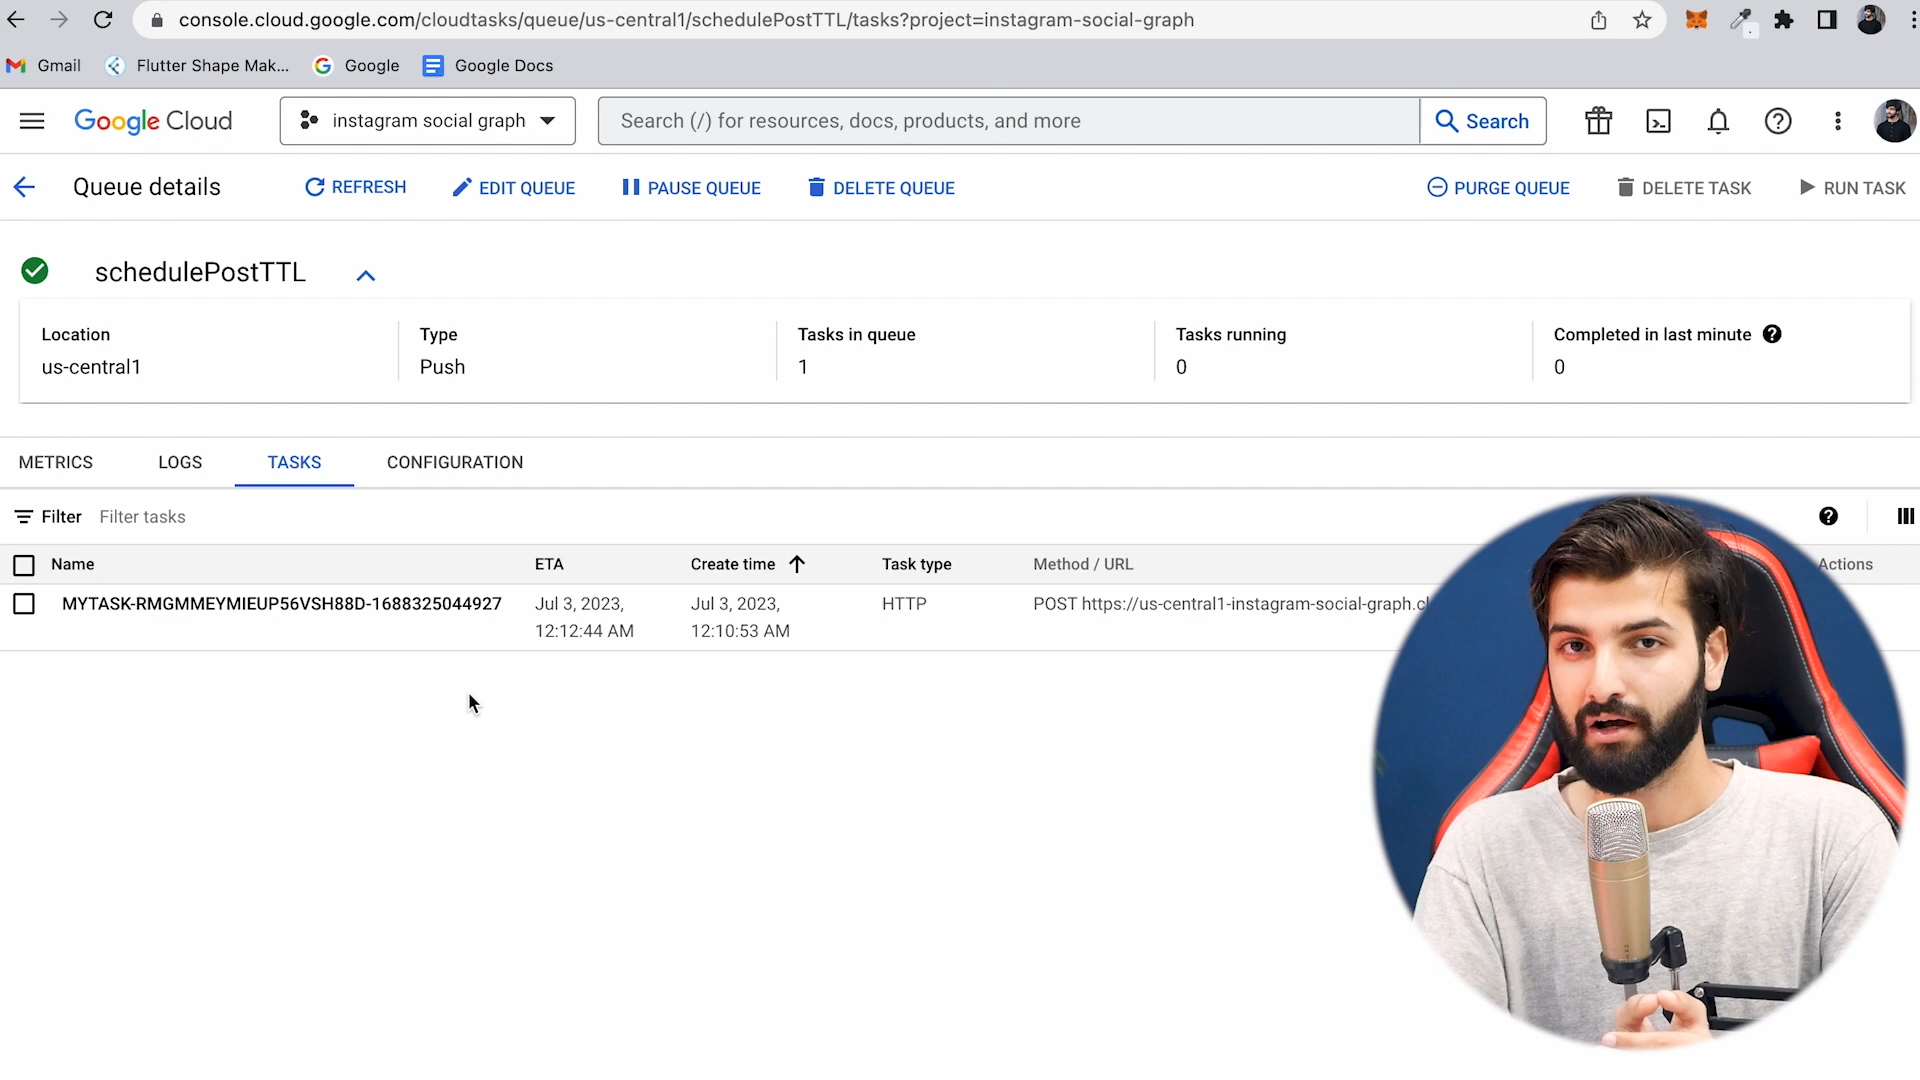 console.cloud.google.com/cloudtasks/queue/us-central1/schedulePostTTL/tasks?project=instagram-social-graph
Gmail Flutter Shape Mak... Google Google Docs
Google Cloud instagram social graph Search (/) for resources, docs, products, and more Search
Queue details REFRESH EDIT QUEUE PAUSE QUEUE DELETE QUEUE PURGE QUEUE DELETE TASK RUN TASK
schedulePostTTL
Location Type Tasks in queue Tasks running Completed in last minute
us-central1 Push 1 0 0
METRICS LOGS TASKS CONFIGURATION
Filter Filter tasks
Name ETA Create time Task type Method / URL Actions
MYTASK-RMGMMEYMIEUP56VSH88D-1688325044927 Jul 3, 2023, Jul 3, 2023, HTTP POST https://us-central1-instagram-social-graph.cl
12:12:44 AM 12:10:53 AM